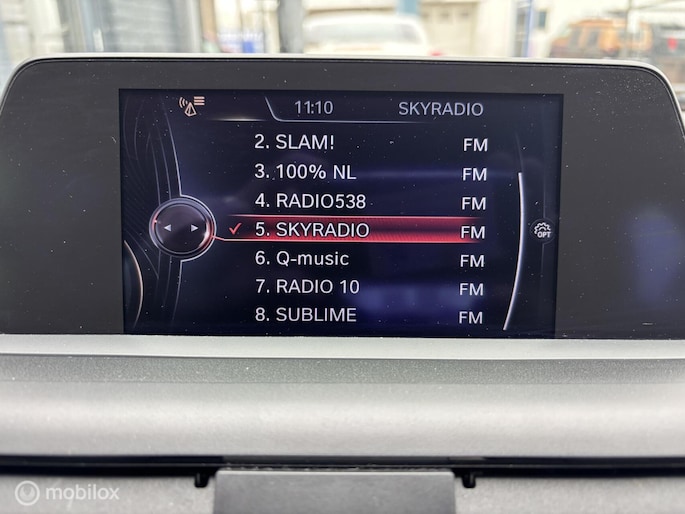 11:10 SKYRADIO
2. SLAM! FM
3. 100% NL FM
4. RADIO538 FM
5. SKYRADIO FM
6. Q-music FM
7. RADIO 10 FM
8. SUBLIME FM
OPT
mobilox